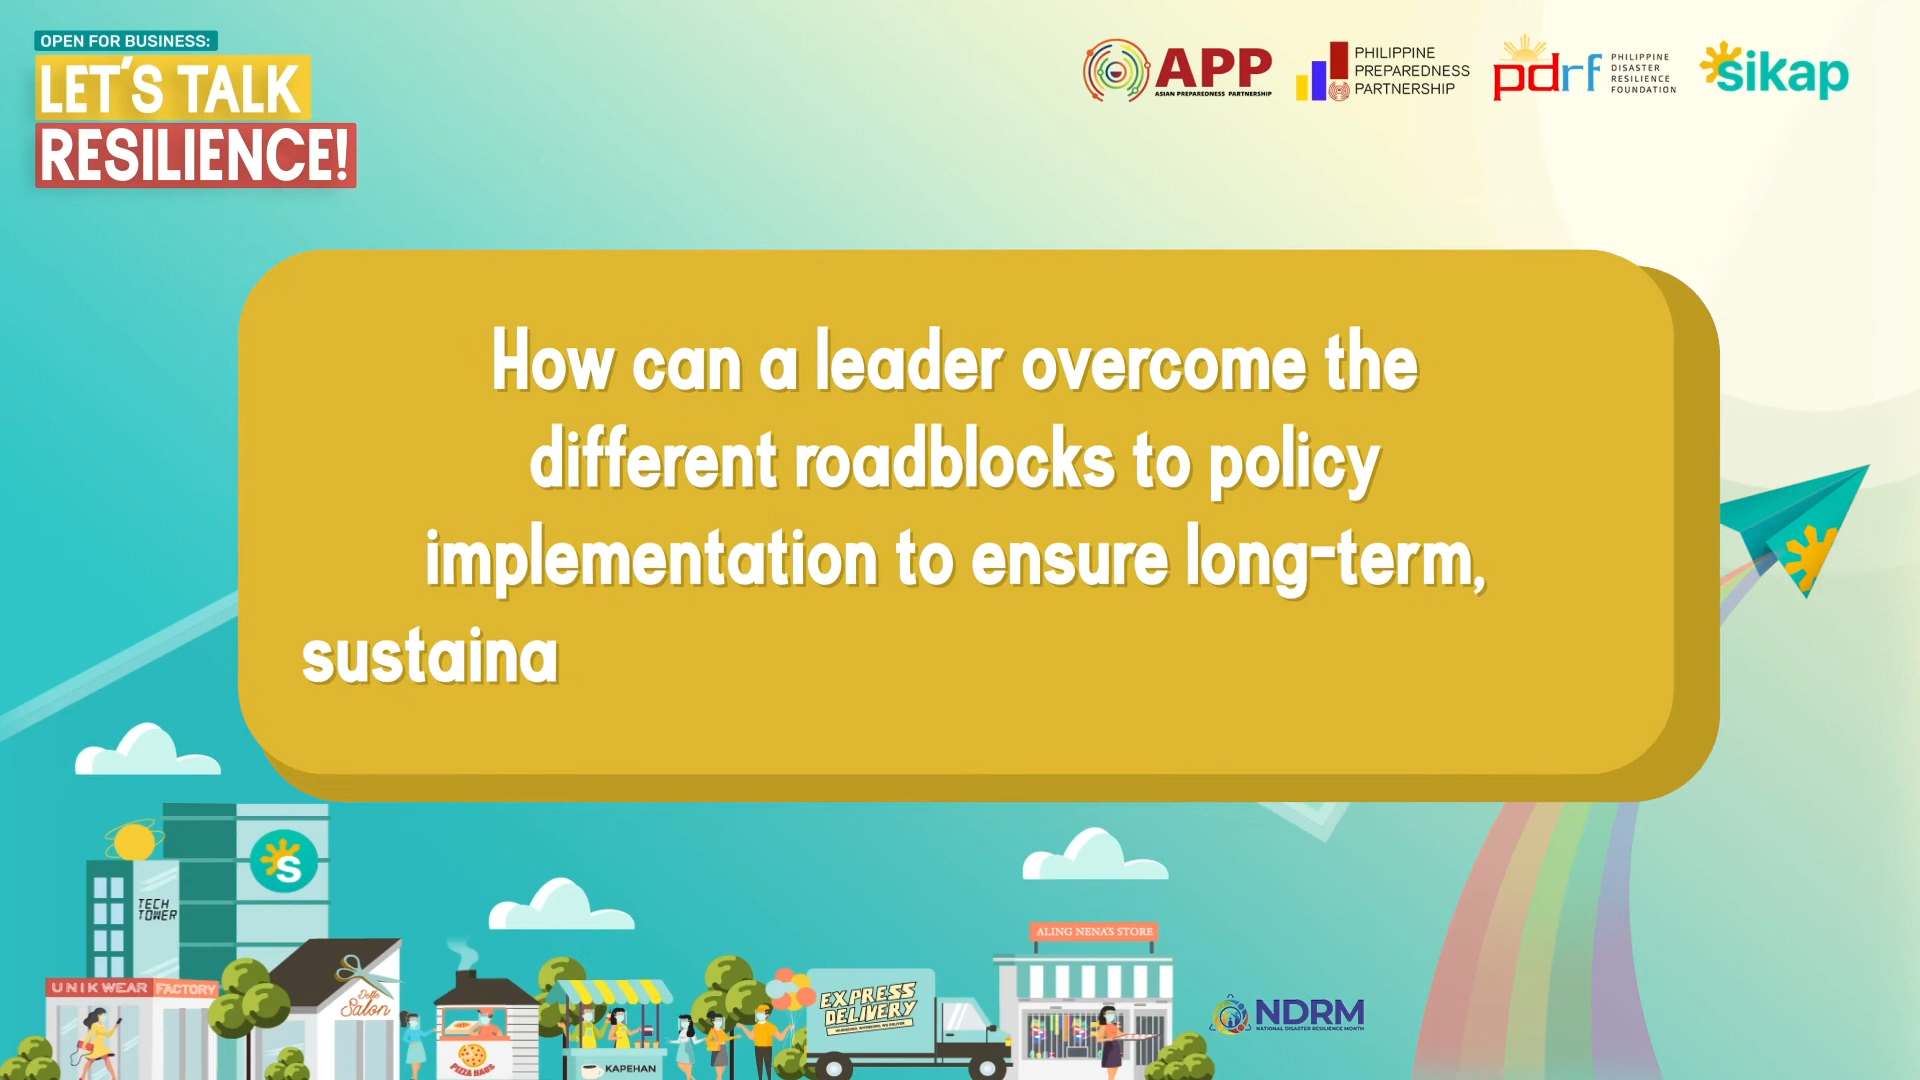 OPEN FOR BUSINESS:
LET'S TALK
RESILIENCE!
APP
ASIAN PREPAREDNESS PARTNERSHIP
PHILIPPINE
PREPAREDNESS
PARTNERSHIP
pdrf
PHILIPPINE
DISASTER
RESILIENCE
FOUNDATION
sikap
How can a leader overcome the
different roadblocks to policy
implementation to ensure long-term,
sustaina
S
TECH
TOWER
UNIKWEAR FACTORY
Salon
PIZZA HAUS
KAPEHAN
EXPRESS
DELIVERY
ALING NENA'S STORE
NDRM
NATIONAL DISASTER RESILIENCE MONTH